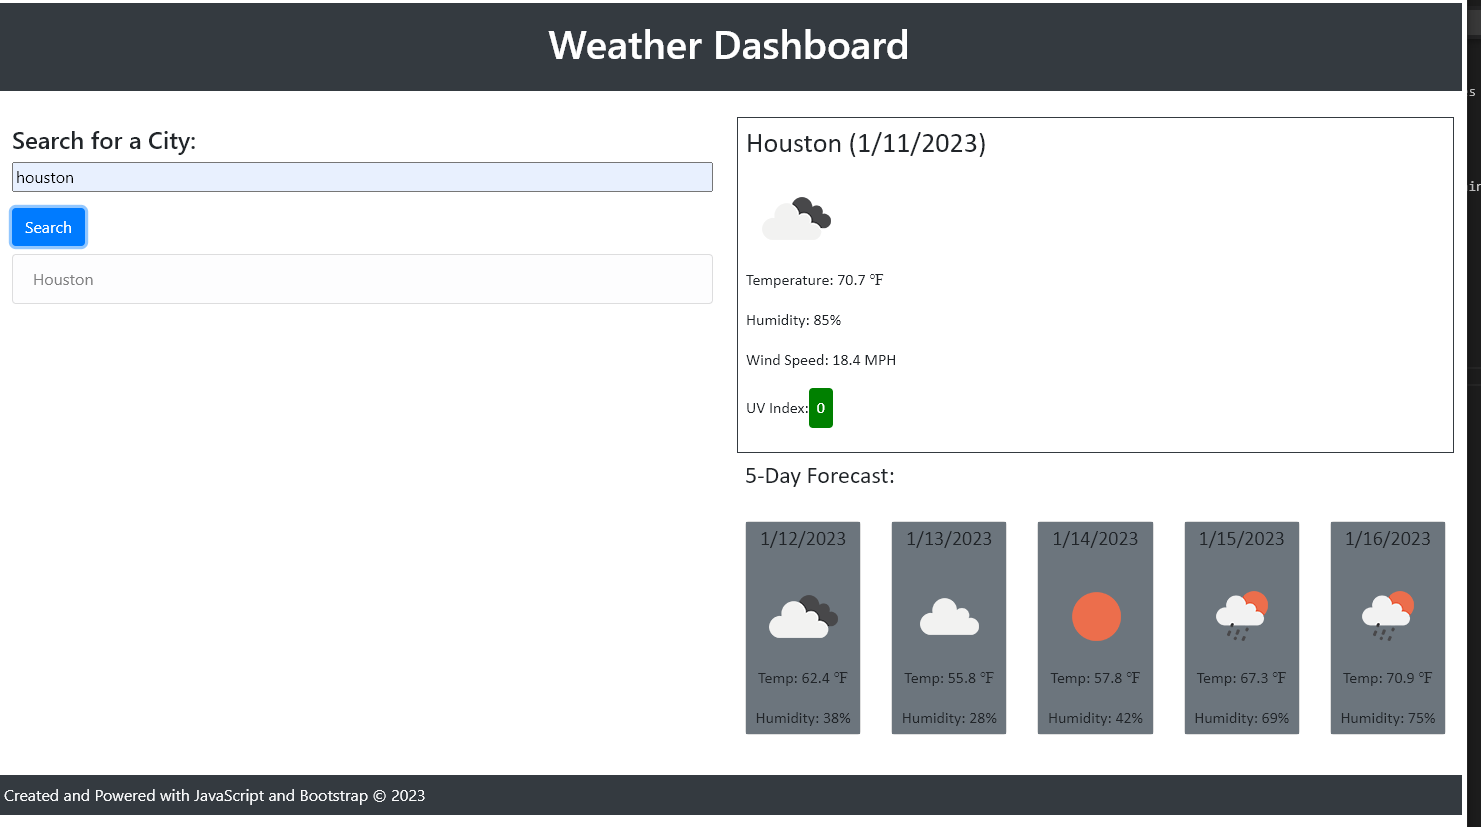 Weather Dashboard
Search for a City:
houston
Search
Houston
Houston (1/11/2023)
Temperature: 70.7 °F
Humidity: 85%
Wind Speed: 18.4 MPH
UV Index: 0
5-Day Forecast:
1/12/2023
Temp: 62.4 °F
Humidity: 38%
1/13/2023
Temp: 55.8 °F
Humidity: 28%
1/14/2023
Temp: 57.8 °F
Humidity: 42%
1/15/2023
Temp: 67.3 °F
Humidity: 69%
1/16/2023
Temp: 70.9 °F
Humidity: 75%
Created and Powered with JavaScript and Bootstrap © 2023